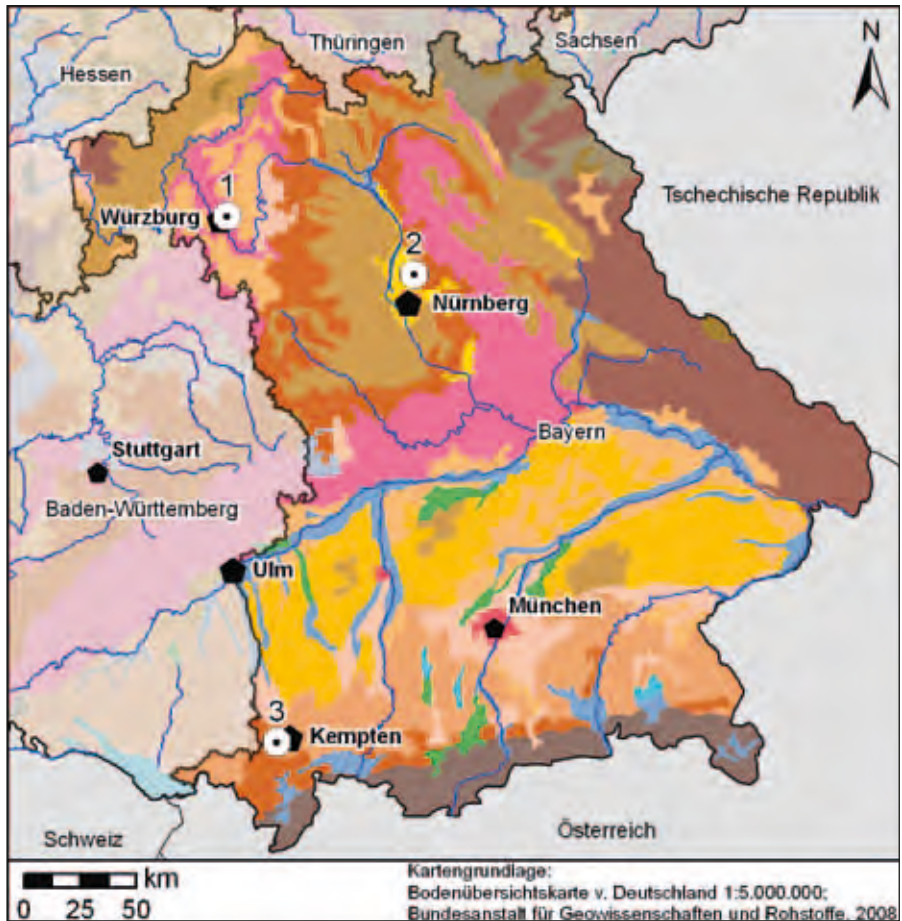 Thüringen
Sachsen
N
Hessen
Tschechische Republik
1
Würzburg
2
Nürnberg
Bayern
Stuttgart
Baden-Württemberg
Ulm
München
3
Kempten
Schweiz
Österreich
km
0 25 50
Kartengrundlage:
Bodenübersichtskarte v. Deutschland 1:5.000.000;
Bundesanstalt für Geowissenschaften und Rohstoffe, 2008